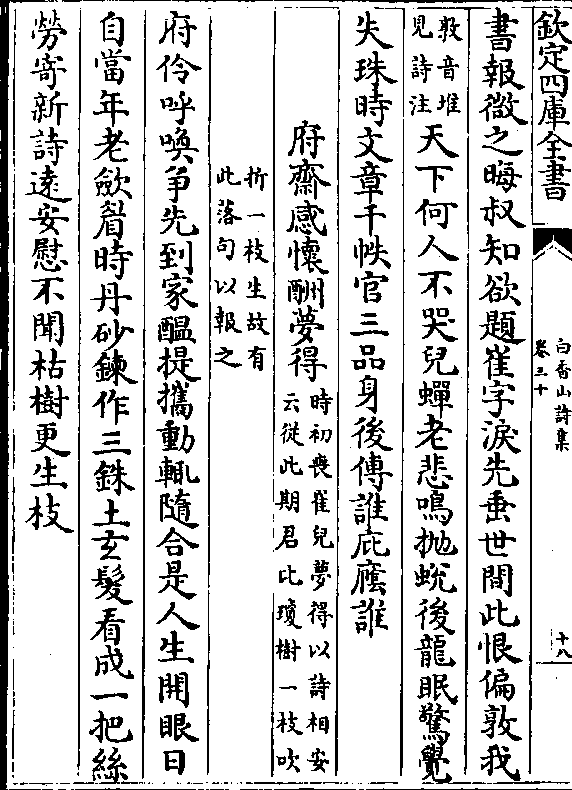 欽定四庫全書
白香山詩集
卷三十
十八
書報微之晦叔知欲題崔字淚先垂世間此恨偏敦我
敦音堆
見詩注
天下何人不哭兒蟬老悲鳴抛蛻後龍眠驚覺
失珠時文章千帙官三品身後傳誰庇廕誰
府齋感懷酬夢得
時初喪崔兒夢得以詩相安
云從此期君比瓊樹一枝吹
折一枝生故有
此落句以報之
府伶呼喚爭先到家醖提攜動輒隨合是人生開眼日
自當年老歛眉時丹砂鍊作三銖土玄髮看成一把絲
勞寄新詩遠安慰不聞枯樹更生枝